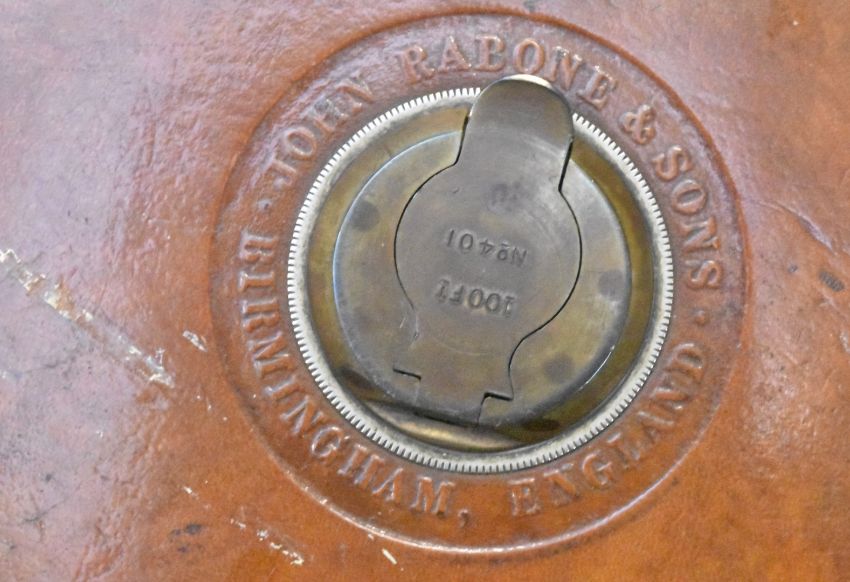 · JOHN RABONE & SONS ·
BIRMINGHAM, ENGLAND
100FT
No401